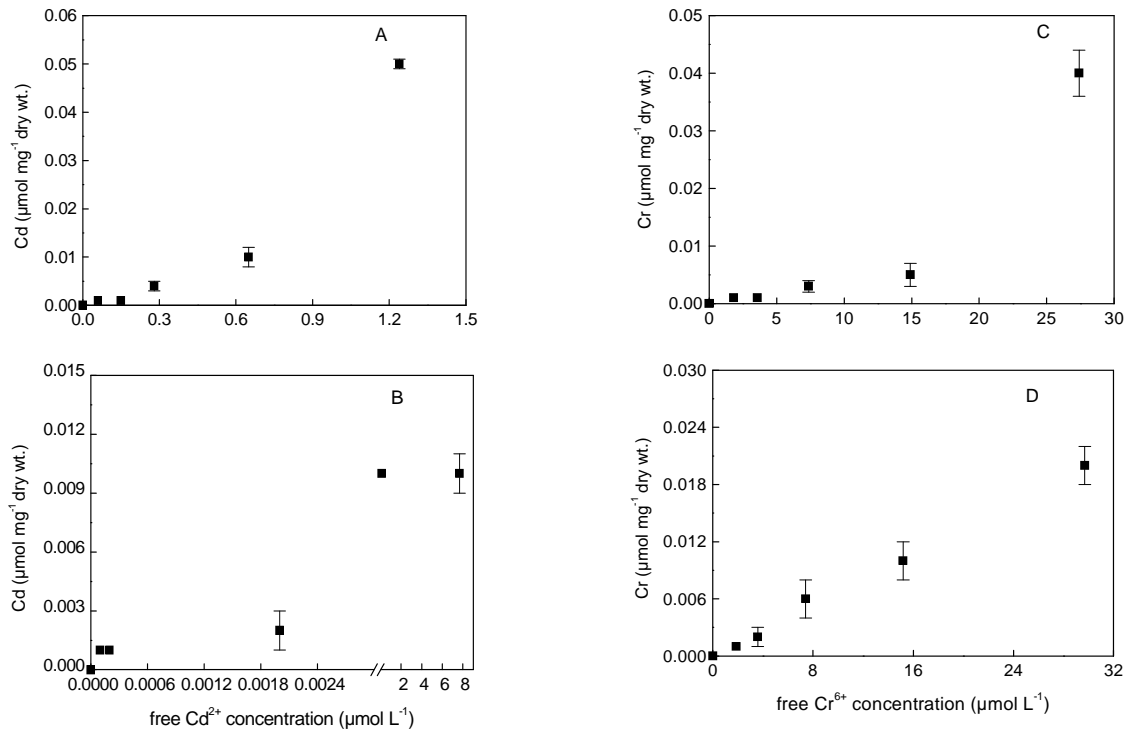 A
Cd (µmol mg⁻¹ dry wt.)
0.06
0.05
0.04
0.03
0.02
0.01
0.00
0.0 0.3 0.6 0.9 1.2 1.5
C
Cr (µmol mg⁻¹ dry wt.)
0.05
0.04
0.03
0.02
0.01
0.00
0 5 10 15 20 25 30
B
Cd (µmol mg⁻¹ dry wt.)
0.015
0.012
0.009
0.006
0.003
0.000
0.0000 0.0006 0.0012 0.0018 0.0024 2 4 6 8
free Cd²⁺ concentration (µmol L⁻¹)
D
Cr (µmol mg⁻¹ dry wt.)
0.030
0.024
0.018
0.012
0.006
0.000
0 8 16 24 32
free Cr⁶⁺ concentration (µmol L⁻¹)